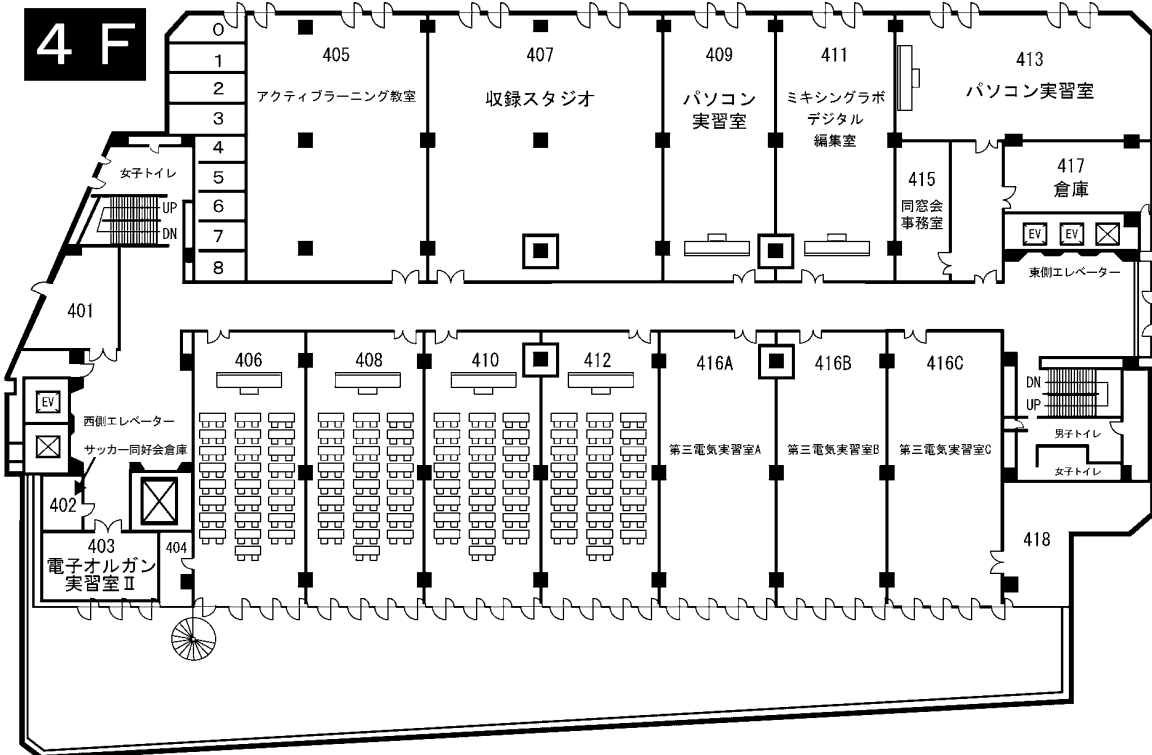 4 F
0
1
2
3
4
5
6
7
8
405
アクティブラーニング教室
407
収録スタジオ
409
パソコン
実習室
411
ミキシングラボ
デジタル
編集室
413
パソコン実習室
415
同窓会
事務室
417
倉庫
EV
EV
東側エレベーター
女子トイレ
UP
DN
401
EV
西側エレベーター
サッカー同好会倉庫
402
403
電子オルガン
実習室Ⅱ
404
406
408
410
412
416A
第三電気実習室A
416B
第三電気実習室B
416C
第三電気実習室C
DN
UP
男子トイレ
女子トイレ
418